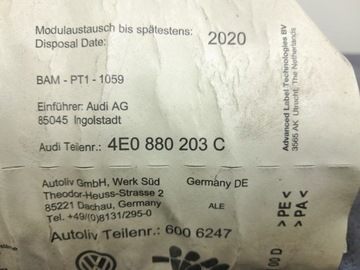 Modulaustausch bis spätestens:
Disposal Date: 2020
BAM - PT1 - 1059
Einführer: Audi AG
85045 Ingolstadt
Audi Teilenr.: 4E0 880 203 C
Autoliv GmbH, Werk Süd Germany DE
Theodor-Heuss-Strasse 2
85221 Dachau, Germany ALE
Tel. +49/(0)8131/295-0
Autoliv Teilenr.: 600 6247
Advanced Label Technologies BV
3565 AK Utrecht, The Netherlands
> PE <
> PA <